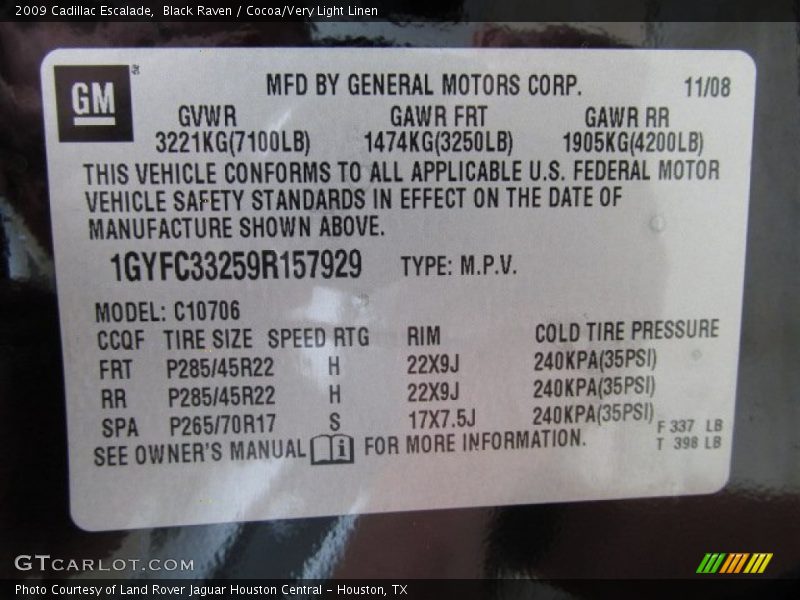 2009 Cadillac Escalade,  Black Raven / Cocoa/Very Light Linen
GM
MFD BY GENERAL MOTORS CORP. 11/08
GVWR GAWR FRT GAWR RR
3221KG(7100LB) 1474KG(3250LB) 1905KG(4200LB)
THIS VEHICLE CONFORMS TO ALL APPLICABLE U.S. FEDERAL MOTOR
VEHICLE SAFETY STANDARDS IN EFFECT ON THE DATE OF
MANUFACTURE SHOWN ABOVE.
1GYFC33259R157929 TYPE: M.P.V.
MODEL: C10706
CCQF TIRE SIZE SPEED RTG RIM COLD TIRE PRESSURE
FRT P285/45R22 H 22X9J 240KPA(35PSI)
RR P285/45R22 H 22X9J 240KPA(35PSI)
SPA P265/70R17 S 17X7.5J 240KPA(35PSI) F 337 LB
SEE OWNER'S MANUAL i FOR MORE INFORMATION. T 398 LB
GTCARLOT.COM
Photo Courtesy of Land Rover Jaguar Houston Central - Houston, TX